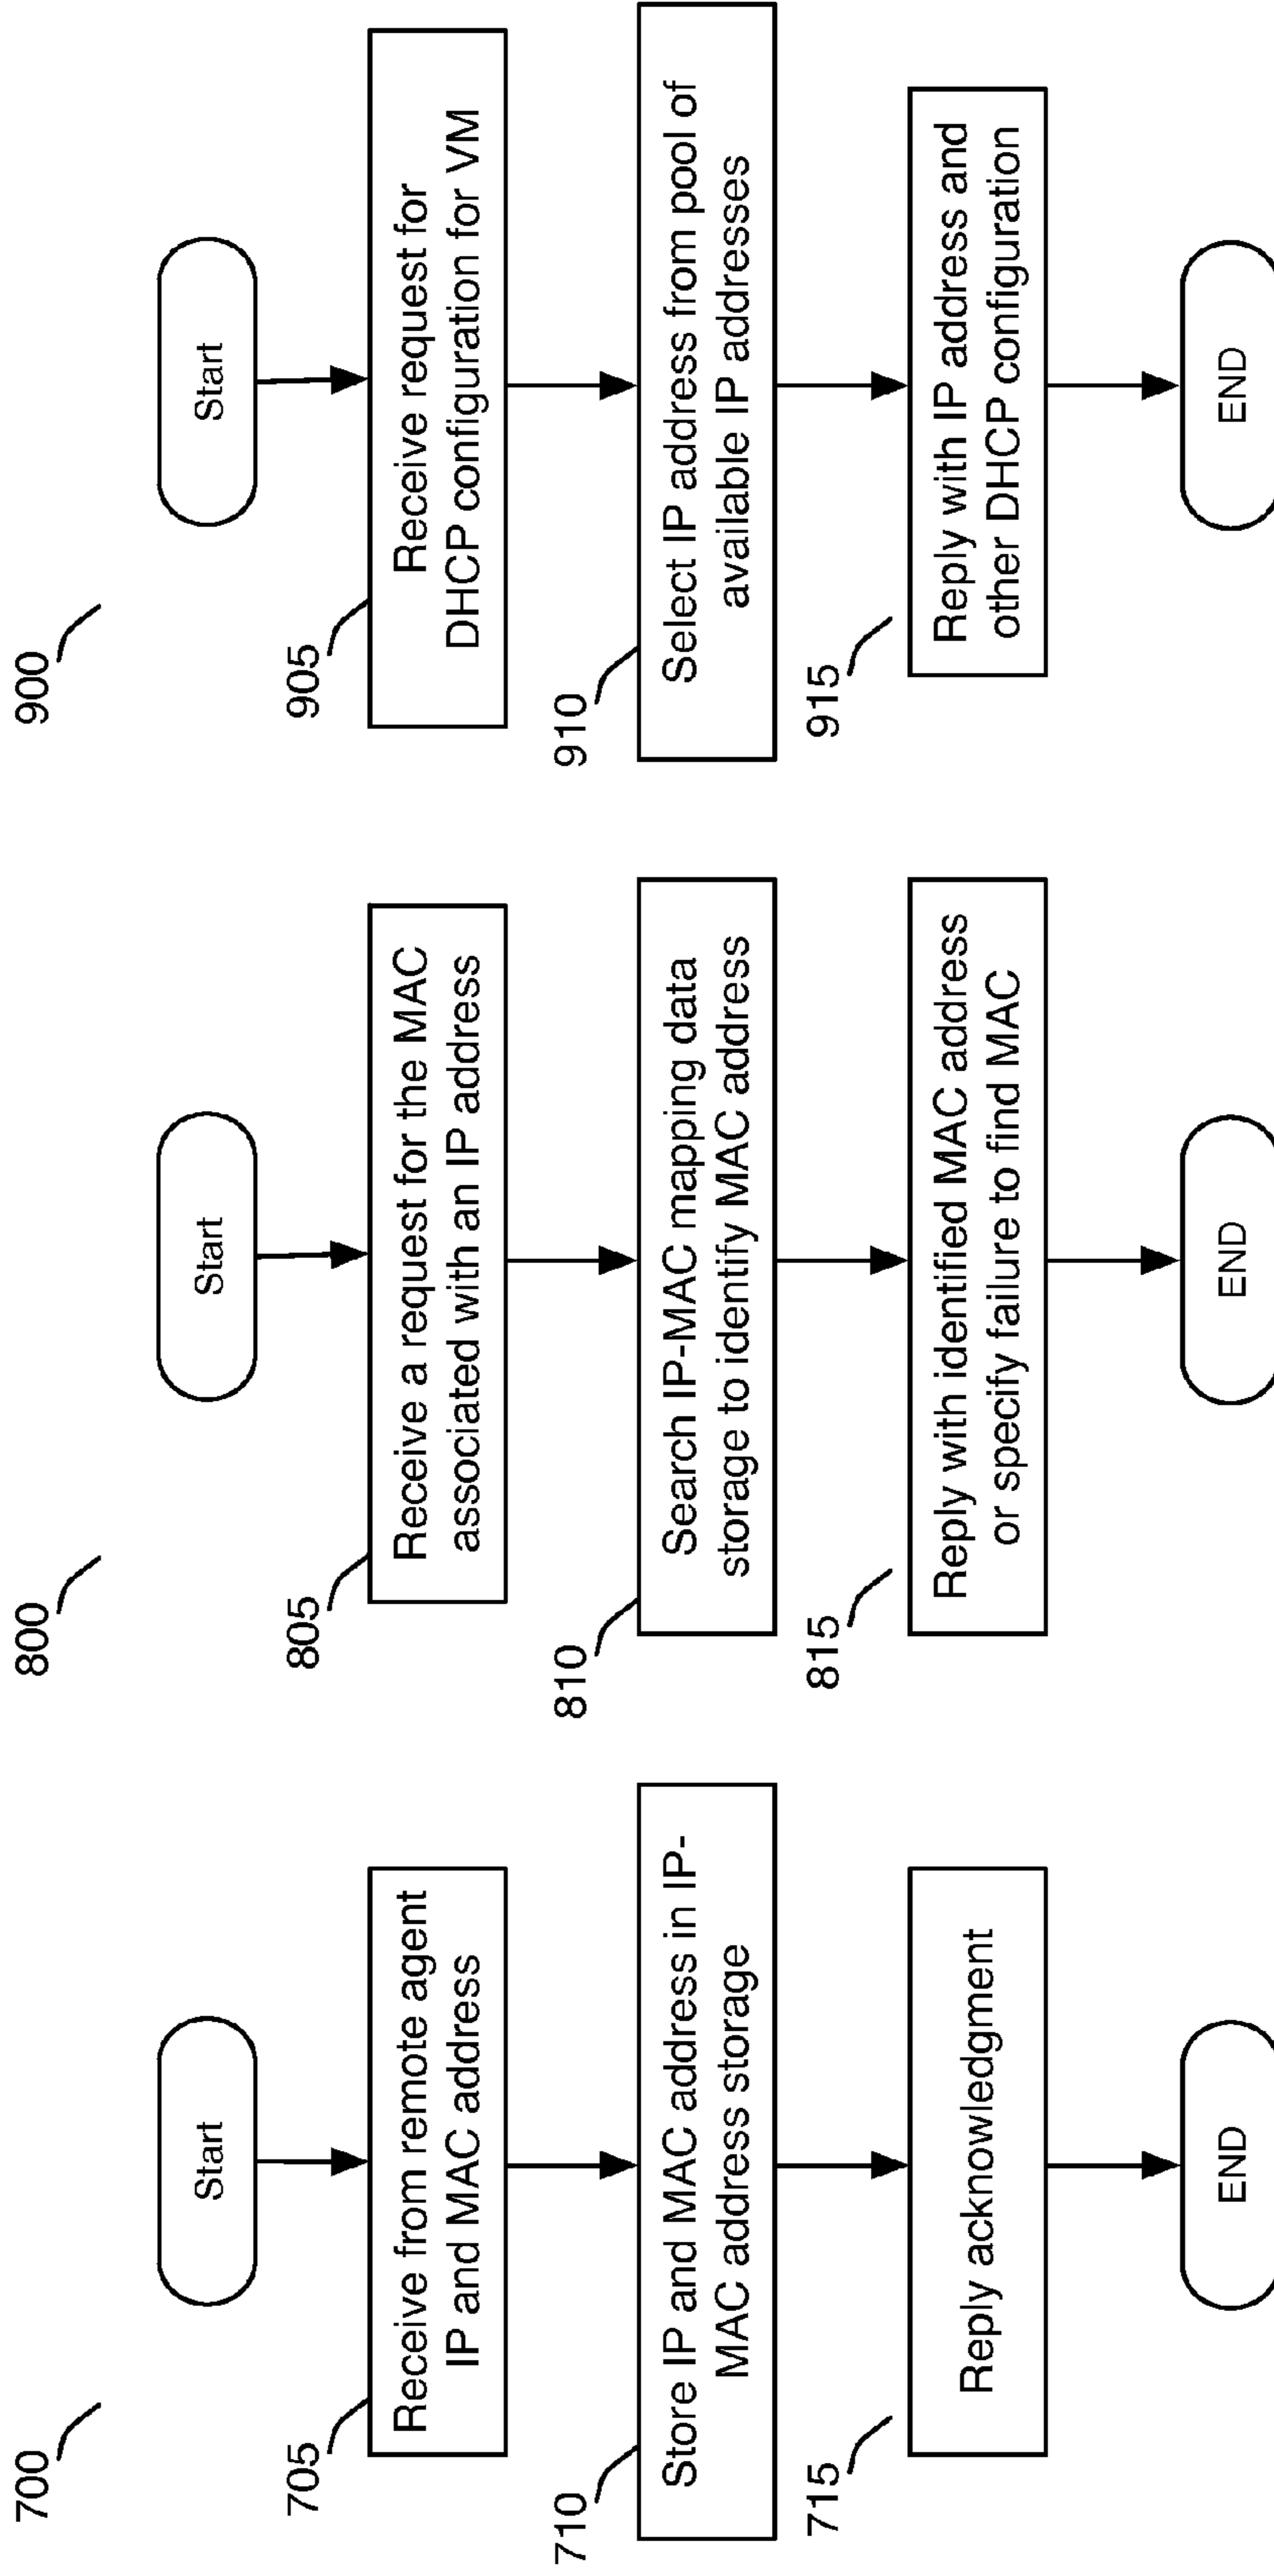 700
Start
705
Receive from remote agent
IP and MAC address
710
Store IP and MAC address in IP-
MAC address storage
715
Reply acknowledgment
END
800
Start
805
Receive a request for the MAC
associated with an IP address
810
Search IP-MAC mapping data
storage to identify MAC address
815
Reply with identified MAC address
or specify failure to find MAC
END
900
Start
905
Receive request for
DHCP configuration for VM
910
Select IP address from pool of
available IP addresses
915
Reply with IP address and
other DHCP configuration
END